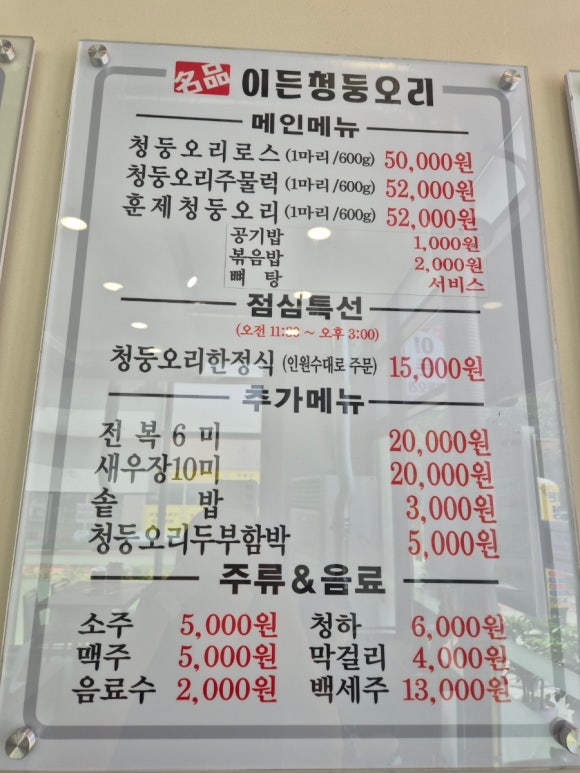 名品 이든청둥오리
메인메뉴
청둥오리로스 (1마리/600g) 50,000원
청둥오리주물럭 (1마리/600g) 52,000원
훈제청둥오리 (1마리/600g) 52,000원
공기밥 1,000원
볶음밥 2,000원
뼈 탕 서비스
점심특선
(오전 11:00 ~ 오후 3:00)
청둥오리한정식 (인원수대로 주문) 15,000원
추가메뉴
전 복 6 미 20,000원
새우장10미 20,000원
솥 밥 3,000원
청둥오리두부함박 5,000원
주류&음료
소주 5,000원 청하 6,000원
맥주 5,000원 막걸리 4,000원
음료수 2,000원 백세주 13,000원